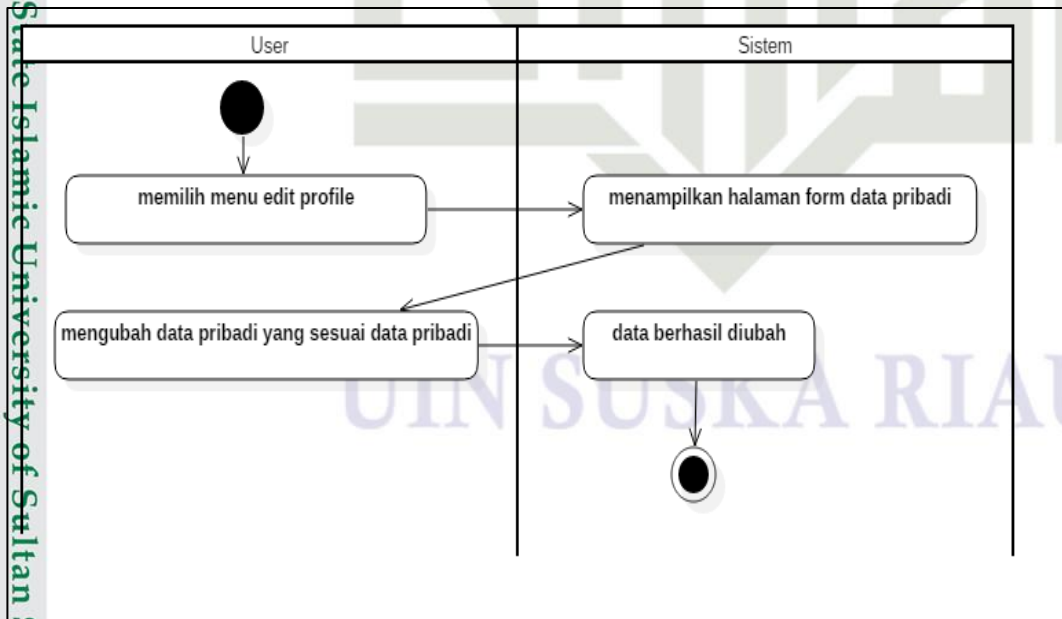 State Islamic University of Sultan
User
Sistem
memilih menu edit profile
menampilkan halaman form data pribadi
mengubah data pribadi yang sesuai data pribadi
data berhasil diubah
UIN SUSKA RIAU